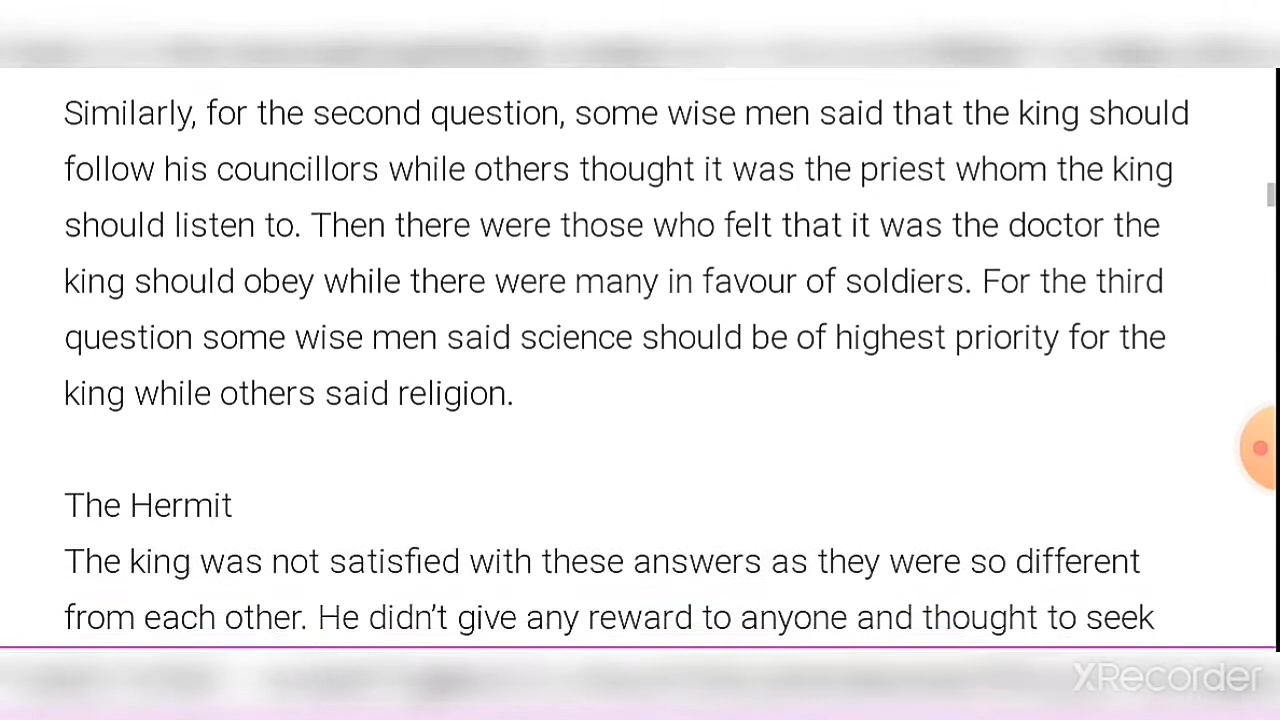 Similarly, for the second question, some wise men said that the king should
follow his councillors while others thought it was the priest whom the king
should listen to. Then there were those who felt that it was the doctor the
king should obey while there were many in favour of soldiers. For the third
question some wise men said science should be of highest priority for the
king while others said religion.
The Hermit
The king was not satisfied with these answers as they were so different
from each other. He didn't give any reward to anyone and thought to seek
XRecorder